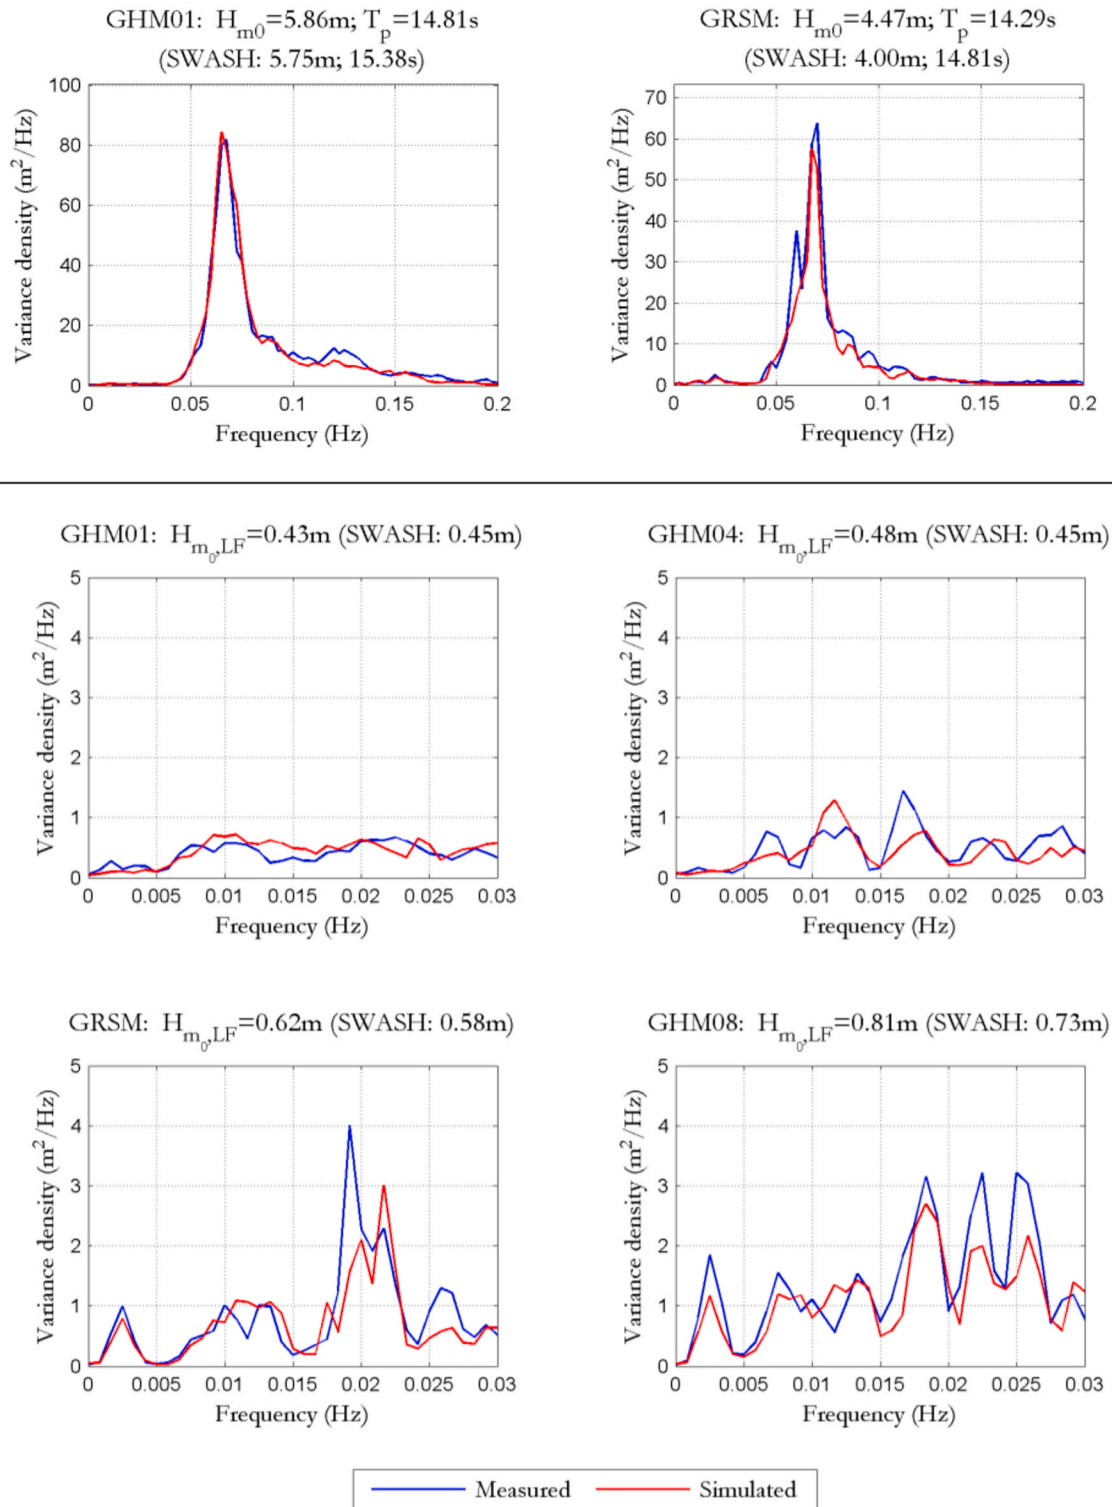 GHM01: H_m0=5.86m; T_p=14.81s
(SWASH: 5.75m; 15.38s)
100
80
60
40
20
0
Variance density (m²/Hz)
0 0.05 0.1 0.15 0.2
Frequency (Hz)
GRSM: H_m0=4.47m; T_p=14.29s
(SWASH: 4.00m; 14.81s)
70
60
50
40
30
20
10
0
Variance density (m²/Hz)
0 0.05 0.1 0.15 0.2
Frequency (Hz)
GHM01: H_m₀,LF=0.43m (SWASH: 0.45m)
5
4
3
2
1
0
Variance density (m²/Hz)
0 0.005 0.01 0.015 0.02 0.025 0.03
Frequency (Hz)
GHM04: H_m₀,LF=0.48m (SWASH: 0.45m)
5
4
3
2
1
0
Variance density (m²/Hz)
0 0.005 0.01 0.015 0.02 0.025 0.03
Frequency (Hz)
GRSM: H_m₀,LF=0.62m (SWASH: 0.58m)
5
4
3
2
1
0
Variance density (m²/Hz)
0 0.005 0.01 0.015 0.02 0.025 0.03
Frequency (Hz)
GHM08: H_m₀,LF=0.81m (SWASH: 0.73m)
5
4
3
2
1
0
Variance density (m²/Hz)
0 0.005 0.01 0.015 0.02 0.025 0.03
Frequency (Hz)
Measured Simulated